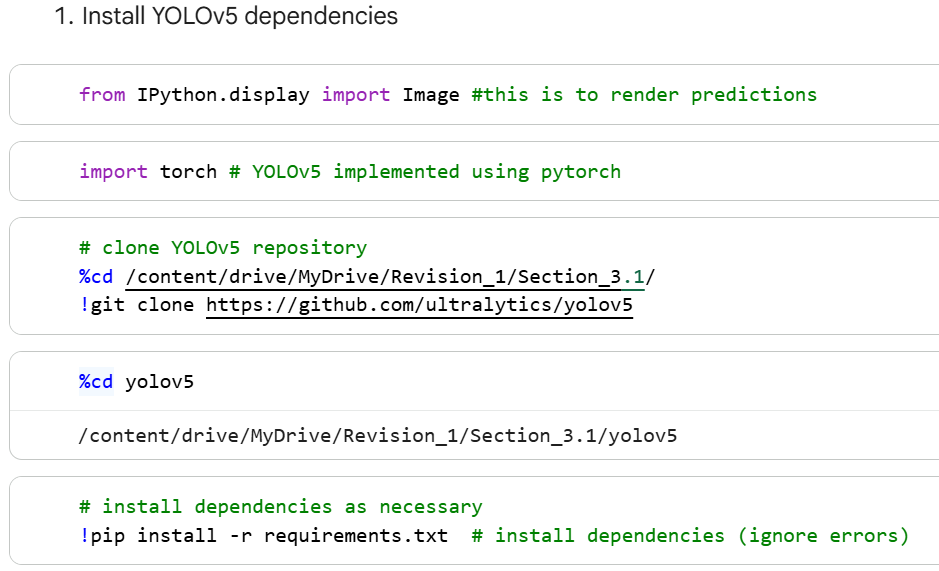 1. Install YOLOv5 dependencies
from IPython.display import Image #this is to render predictions
import torch # YOLOv5 implemented using pytorch
# clone YOLOv5 repository
%cd /content/drive/MyDrive/Revision_1/Section_3.1/
!git clone https://github.com/ultralytics/yolov5
%cd yolov5
/content/drive/MyDrive/Revision_1/Section_3.1/yolov5
# install dependencies as necessary
!pip install -r requirements.txt  # install dependencies (ignore errors)